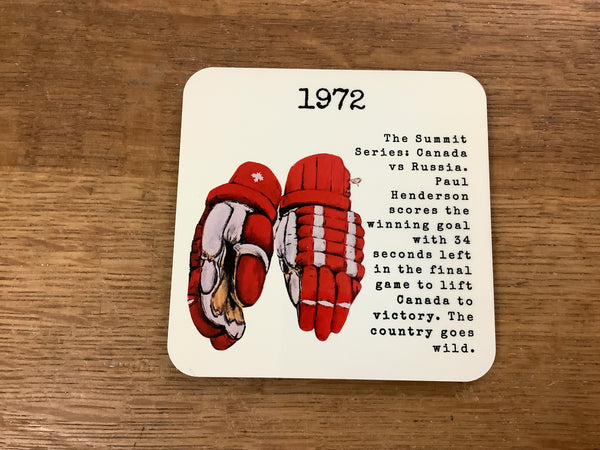 1972
The Summit
Series: Canada
vs Russia.
Paul
Henderson
scores the
winning goal
with 34
seconds left
in the final
game to lift
Canada to
victory. The
country goes
wild.